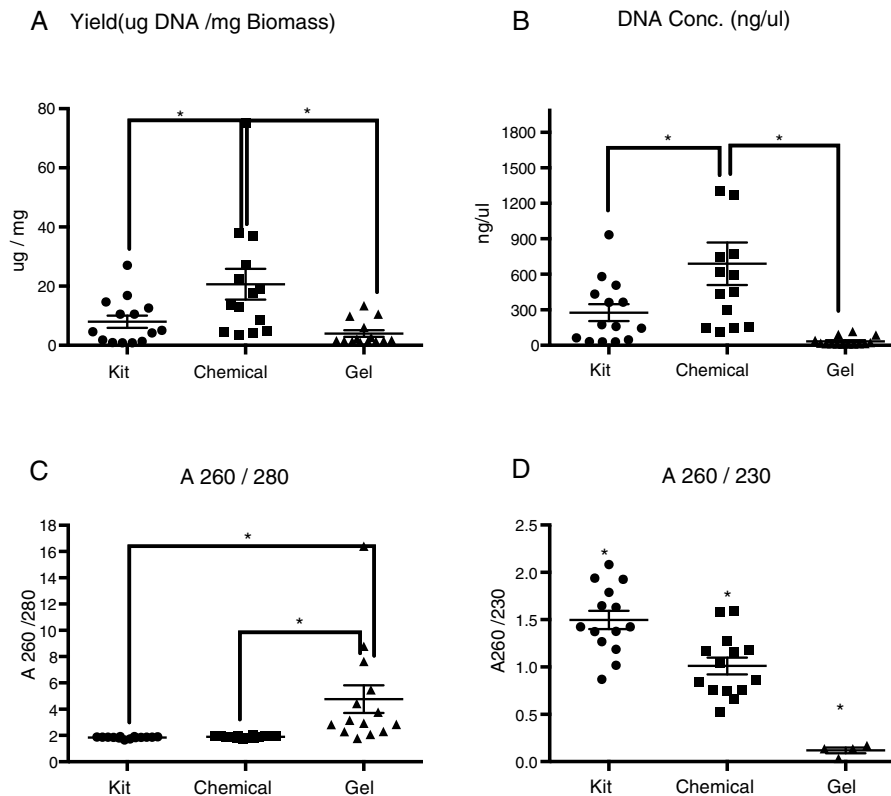 A Yield(ug DNA /mg Biomass)
80
60
40
20
0
ug / mg
* *
Kit Chemical Gel
B DNA Conc. (ng/ul)
1800
1500
1200
900
600
300
0
ng/ul
* *
Kit Chemical Gel
C A 260 / 280
18
16
14
12
10
8
6
4
2
0
A 260 /280
*
*
Kit Chemical Gel
D A 260 / 230
2.5
2.0
1.5
1.0
0.5
0.0
A260 /230
*
*
*
Kit Chemical Gel